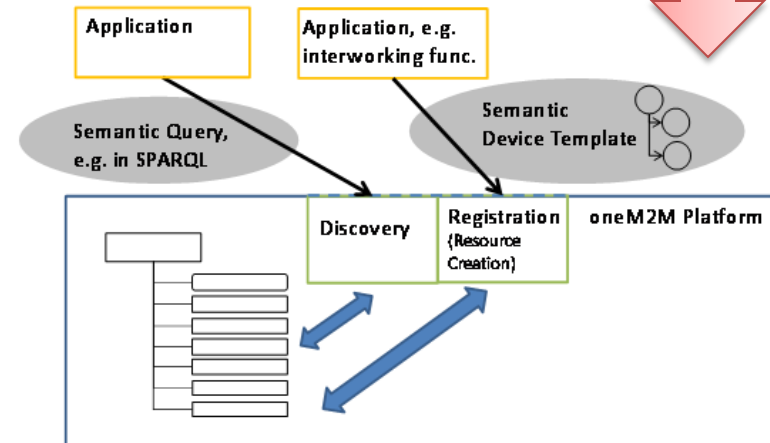 Application
Application, e.g.
interworking func.
Semantic Query,
e.g. in SPARQL
Semantic
Device Template
Discovery
Registration
(Resource
Creation)
oneM2M Platform